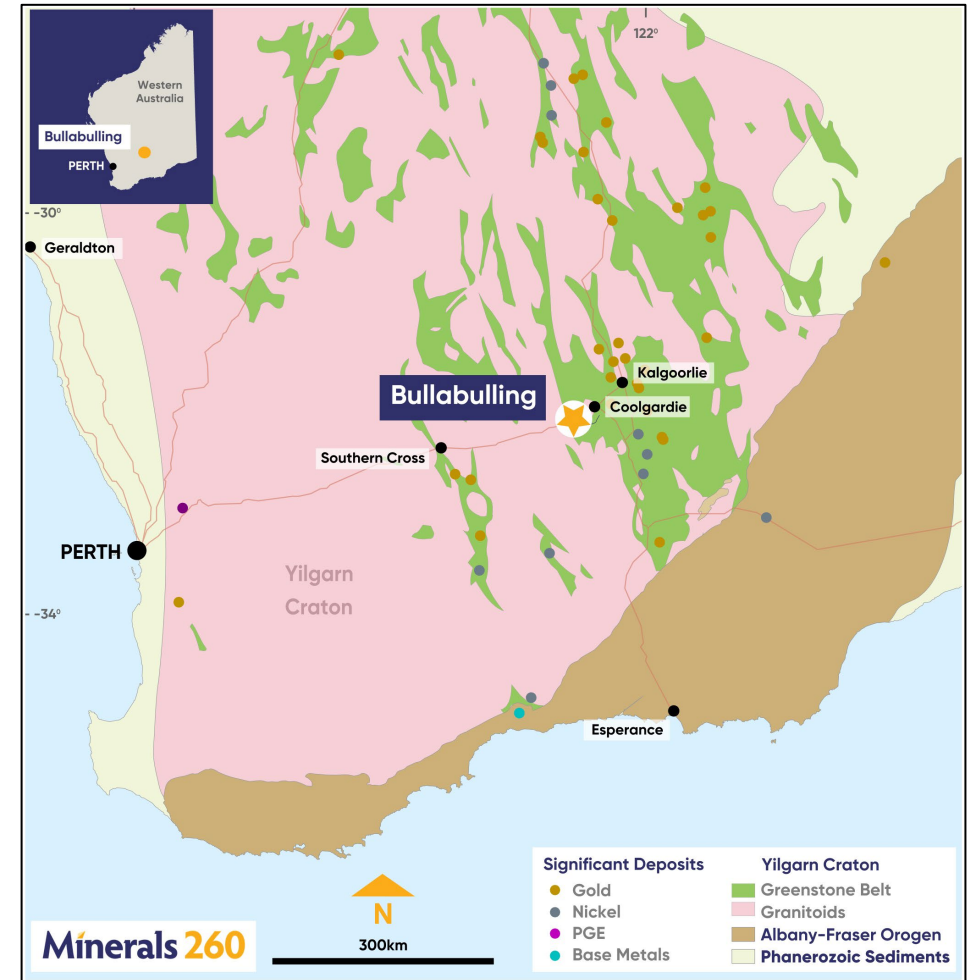 122°
Western
Australia
Bullabulling
PERTH
-30°
Geraldton
Kalgoorlie
Bullabulling
Coolgardie
Southern Cross
PERTH
Yilgarn
Craton
-34°
Esperance
N
300km
Minerals 260
Significant Deposits
Gold
Nickel
PGE
Base Metals
Yilgarn Craton
Greenstone Belt
Granitoids
Albany-Fraser Orogen
Phanerozoic Sediments